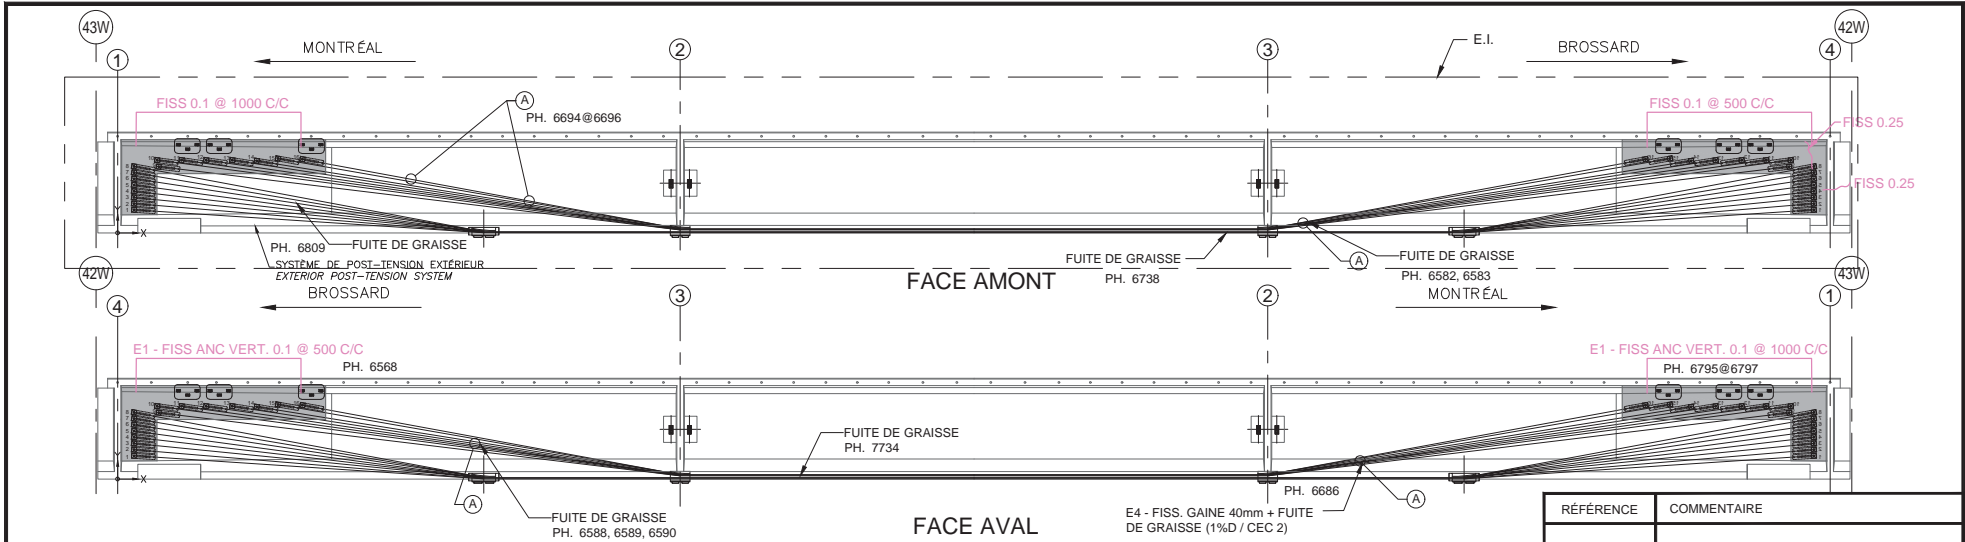 43W
42W
MONTRÉAL
E.I.
BROSSARD
1
2
3
4
FISS 0.1 @ 1000 C/C
A
PH. 6694@6696
FISS 0.1 @ 500 C/C
FISS 0.25
FISS 0.25
X
PH. 6809
FUITE DE GRAISSE
SYSTÈME DE POST-TENSION EXTÉRIEUR
EXTERIOR POST-TENSION SYSTEM
FACE AMONT
FUITE DE GRAISSE
PH. 6738
A
FUITE DE GRAISSE
PH. 6582, 6583
42W
43W
BROSSARD
MONTRÉAL
4
3
2
1
E1 - FISS ANC VERT. 0.1 @ 500 C/C
PH. 6568
E1 - FISS ANC VERT. 0.1 @ 1000 C/C
PH. 6795@6797
FUITE DE GRAISSE
PH. 7734
X
A
FUITE DE GRAISSE
PH. 6588, 6589, 6590
FACE AVAL
PH. 6686
A
E4 - FISS. GAINE 40mm + FUITE
DE GRAISSE (1%D / CEC 2)
RÉFÉRENCE
COMMENTAIRE